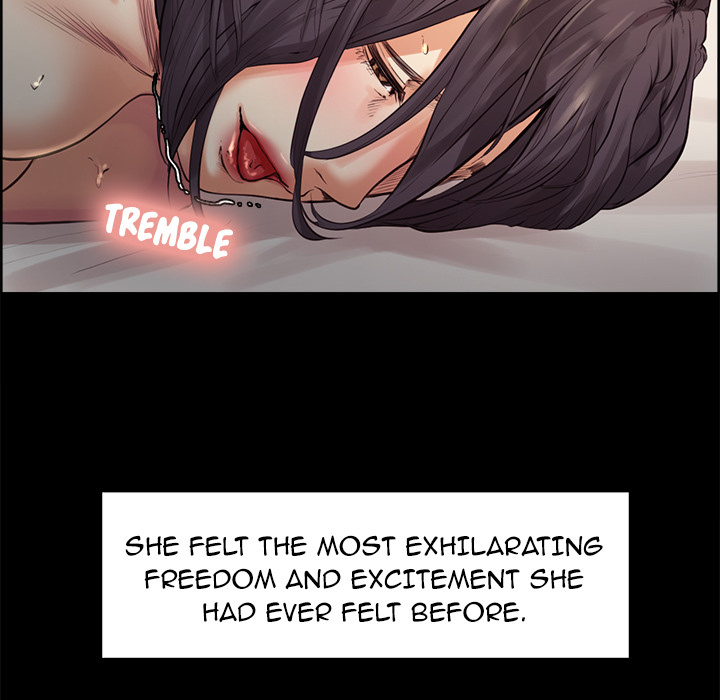 TREMBLE
SHE FELT THE MOST EXHILARATING
FREEDOM AND EXCITEMENT SHE
HAD EVER FELT BEFORE.